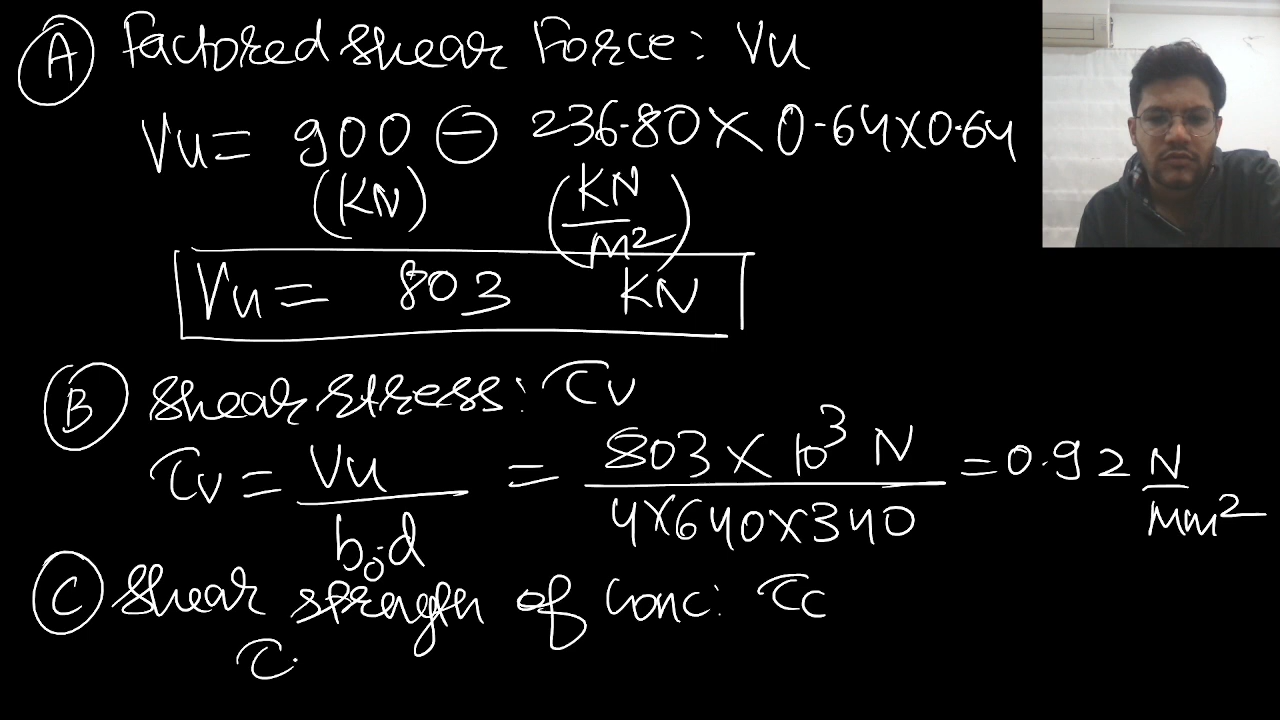 A Factored shear Force: Vu
Vu = 900 ⊖ 236.80 × 0.64×0.64
(KN) (KN/m²)
Vu = 803 KN
B shear stress: τv
τv = Vu/b₀.d = 803 × 10³ N/4×640×340 = 0.92 N/mm²
C shear strength of conc: τc
τ.